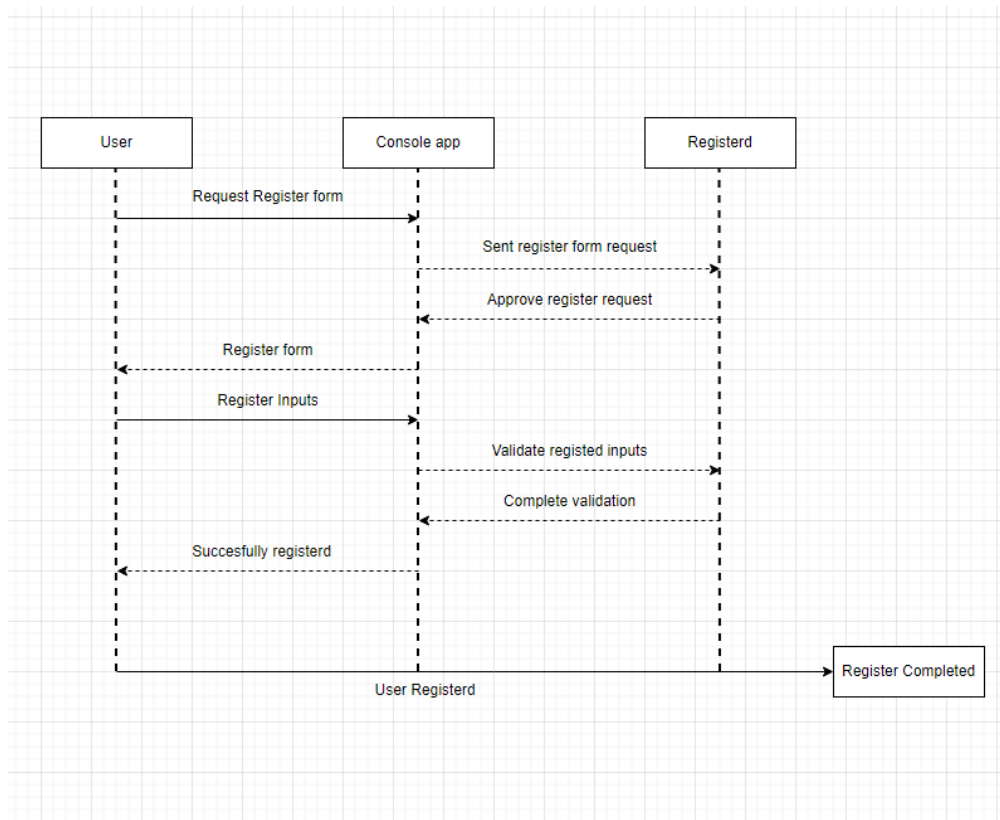 User
Console app
Registerd
Request Register form
Sent register form request
Approve register request
Register form
Register Inputs
Validate registed inputs
Complete validation
Succesfully registerd
Register Completed
User Registerd